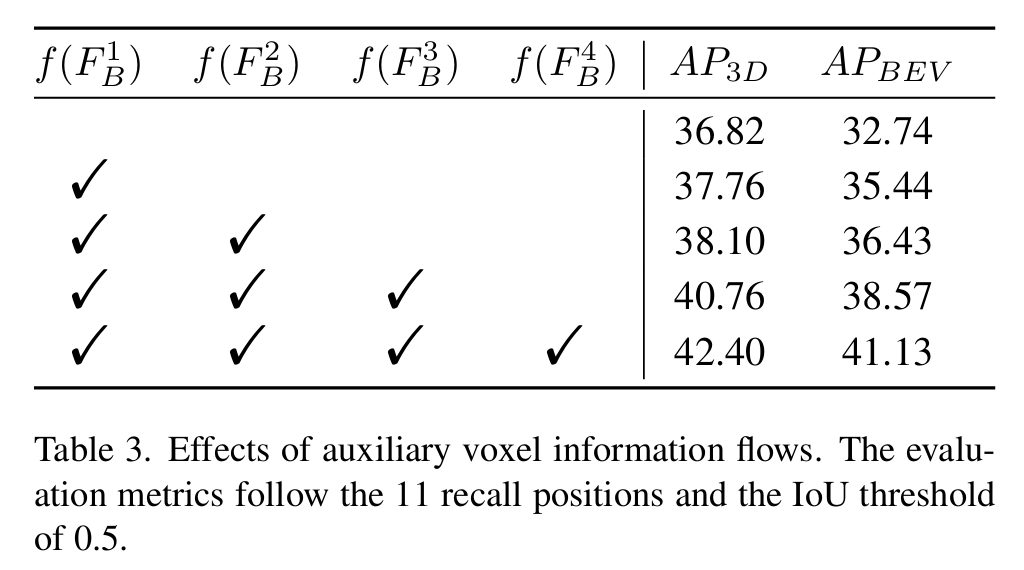 f(F_B^1) f(F_B^2) f(F_B^3) f(F_B^4) AP_{3D} AP_{BEV}
36.82 32.74
✓ 37.76 35.44
✓ ✓ 38.10 36.43
✓ ✓ ✓ 40.76 38.57
✓ ✓ ✓ ✓ 42.40 41.13
Table 3. Effects of auxiliary voxel information flows. The evalu-
ation metrics follow the 11 recall positions and the IoU threshold
of 0.5.